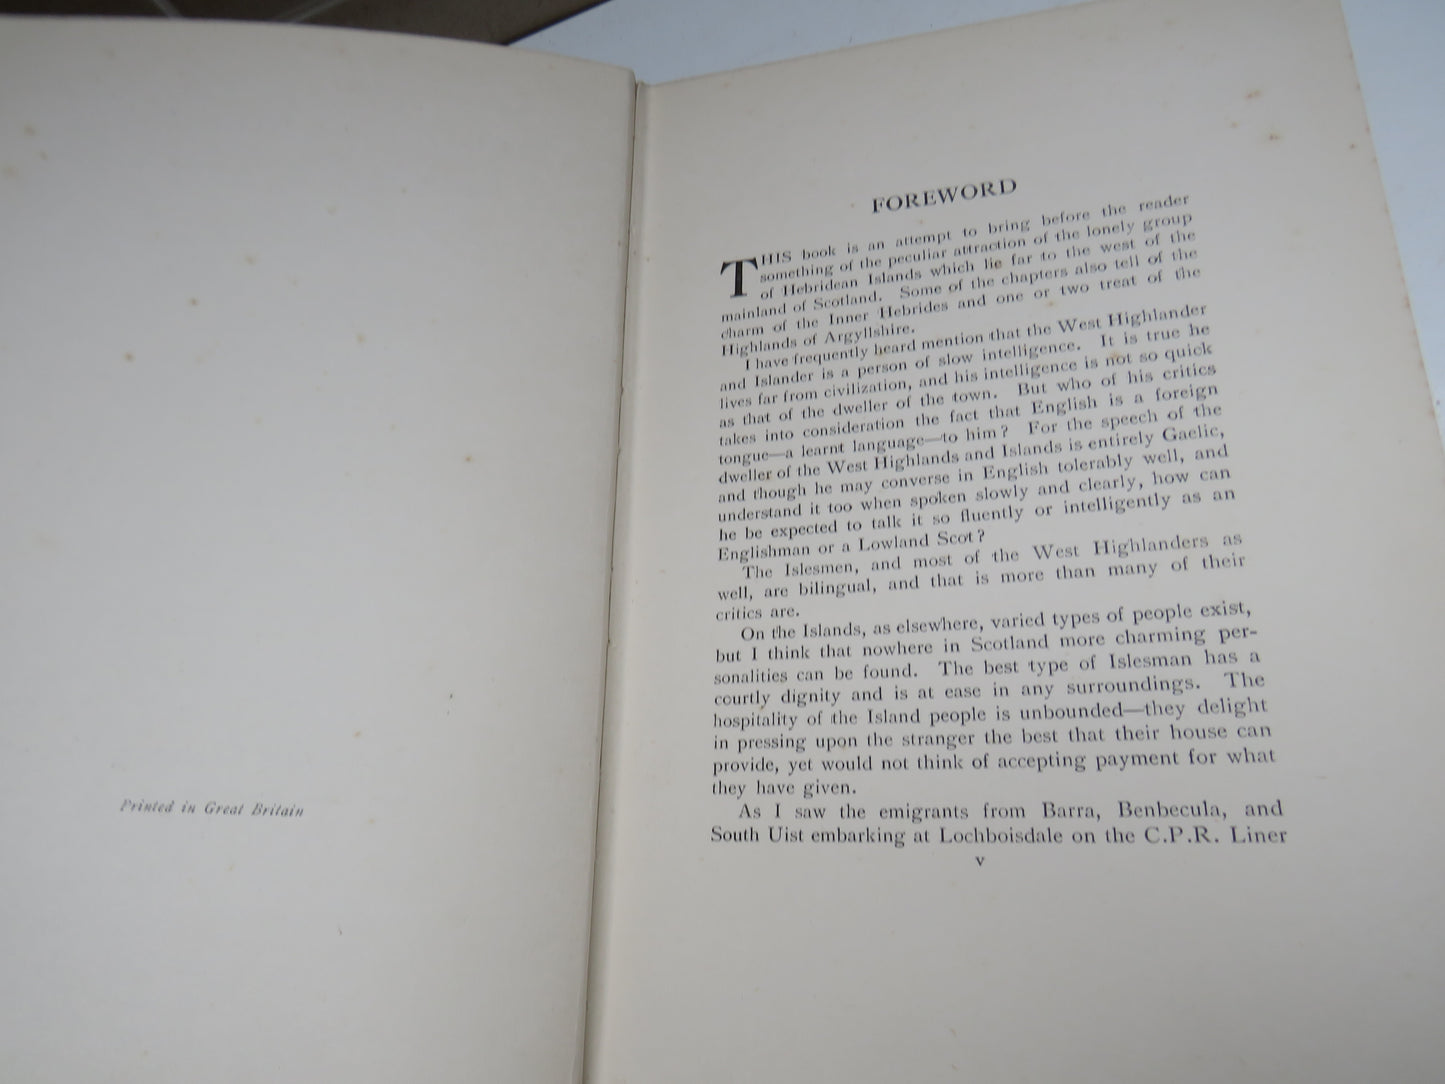 Printed in Great Britain
FOREWORD
THIS book is an attempt to bring before the reader
something of the peculiar attraction of the lonely group
of Hebridean Islands which lie far to the west of the
mainland of Scotland. Some of the chapters also tell of the
charm of the Inner Hebrides and one or two treat of the
Highlands of Argyllshire.
I have frequently heard mention that the West Highlander
and Islander is a person of slow intelligence. It is true he
lives far from civilization, and his intelligence is not so quick
as that of the dweller of the town. But who of his critics
takes into consideration the fact that English is a foreign
tongue—a learnt language—to him? For the speech of the
dweller of the West Highlands and Islands is entirely Gaelic,
and though he may converse in English tolerably well, and
understand it too when spoken slowly and clearly, how can
he be expected to talk it so fluently or intelligently as an
Englishman or a Lowland Scot?
The Islesmen, and most of the West Highlanders as
well, are bilingual, and that is more than many of their
critics are.
On the Islands, as elsewhere, varied types of people exist,
but I think that nowhere in Scotland more charming per-
sonalities can be found. The best type of Islesman has a
courtly dignity and is at ease in any surroundings. The
hospitality of the Island people is unbounded—they delight
in pressing upon the stranger the best that their house can
provide, yet would not think of accepting payment for what
they have given.
As I saw the emigrants from Barra, Benbecula, and
South Uist embarking at Lochboisdale on the C.P.R. Liner
v